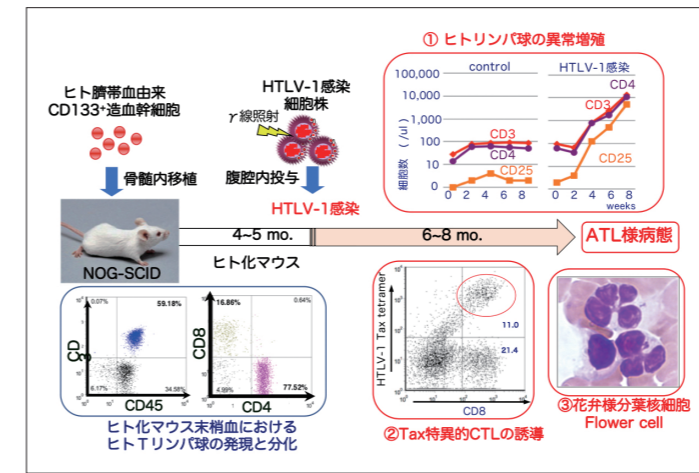 ① ヒトリンパ球の異常増殖
control
HTLV-1感染
100,000
10,000
1,000
100
10
0
細胞数 （/ul）
CD3
CD4
CD25
CD4
CD3
CD25
0 2 4 6 8
0 2 4 6 8
weeks
ヒト臍帯血由来
CD133+造血幹細胞
骨髄内移植
HTLV-1感染
細胞株
γ線照射
腹腔内投与
HTLV-1感染
NOG-SCID
4~5 mo.
6~8 mo.
ATL様病態
ヒト化マウス
0.07%
59.18%
6.17%
34.58%
CD
3
CD45
16.86%
0.64%
4.99%
77.52%
CD8
CD4
ヒト化マウス末梢血における
ヒトTリンパ球の発現と分化
HTLV-1 Tax tetramer
11.0
21.4
CD8
②Tax特異的CTLの誘導
③花弁様分葉核細胞
Flower cell